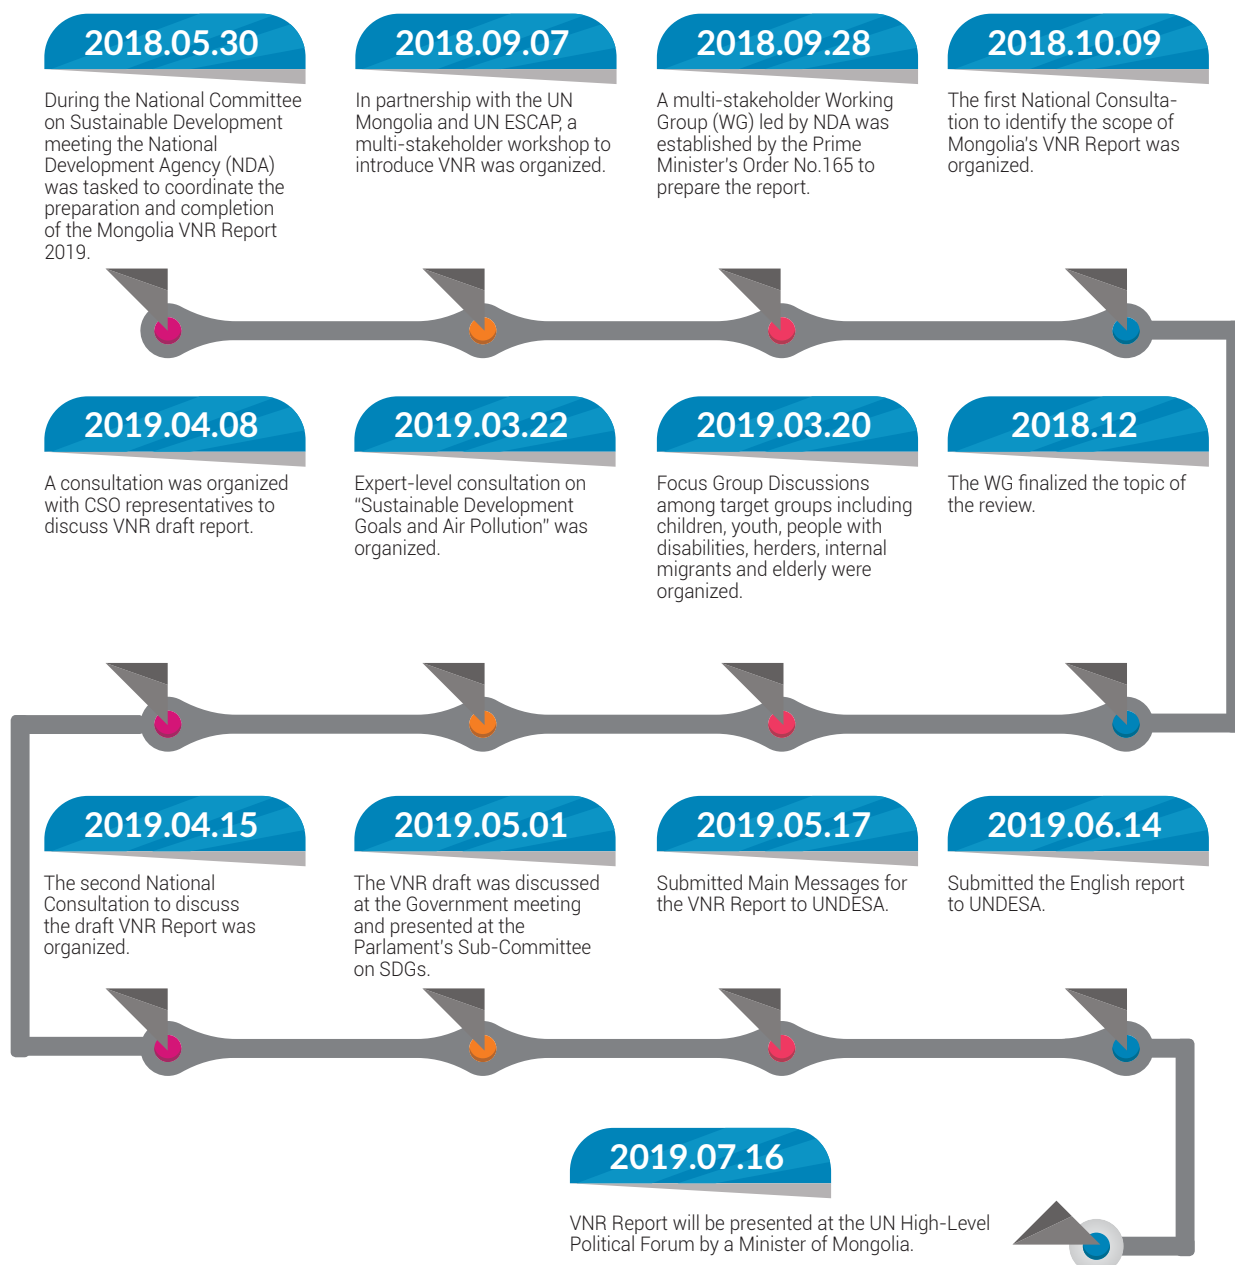 2018.05.30
During the National Committee
on Sustainable Development
meeting the National
Development Agency (NDA)
was tasked to coordinate the
preparation and completion
of the Mongolia VNR Report
2019.
2018.09.07
In partnership with the UN
Mongolia and UN ESCAP, a
multi-stakeholder workshop to
introduce VNR was organized.
2018.09.28
A multi-stakeholder Working
Group (WG) led by NDA was
established by the Prime
Minister's Order No.165 to
prepare the report.
2018.10.09
The first National Consulta-
tion to identify the scope of
Mongolia's VNR Report was
organized.
2018.12
The WG finalized the topic of
the review.
2019.03.20
Focus Group Discussions
among target groups including
children, youth, people with
disabilities, herders, internal
migrants and elderly were
organized.
2019.03.22
Expert-level consultation on
"Sustainable Development
Goals and Air Pollution" was
organized.
2019.04.08
A consultation was organized
with CSO representatives to
discuss VNR draft report.
2019.04.15
The second National
Consultation to discuss
the draft VNR Report was
organized.
2019.05.01
The VNR draft was discussed
at the Government meeting
and presented at the
Parlament's Sub-Committee
on SDGs.
2019.05.17
Submitted Main Messages for
the VNR Report to UNDESA.
2019.06.14
Submitted the English report
to UNDESA.
2019.07.16
VNR Report will be presented at the UN High-Level
Political Forum by a Minister of Mongolia.